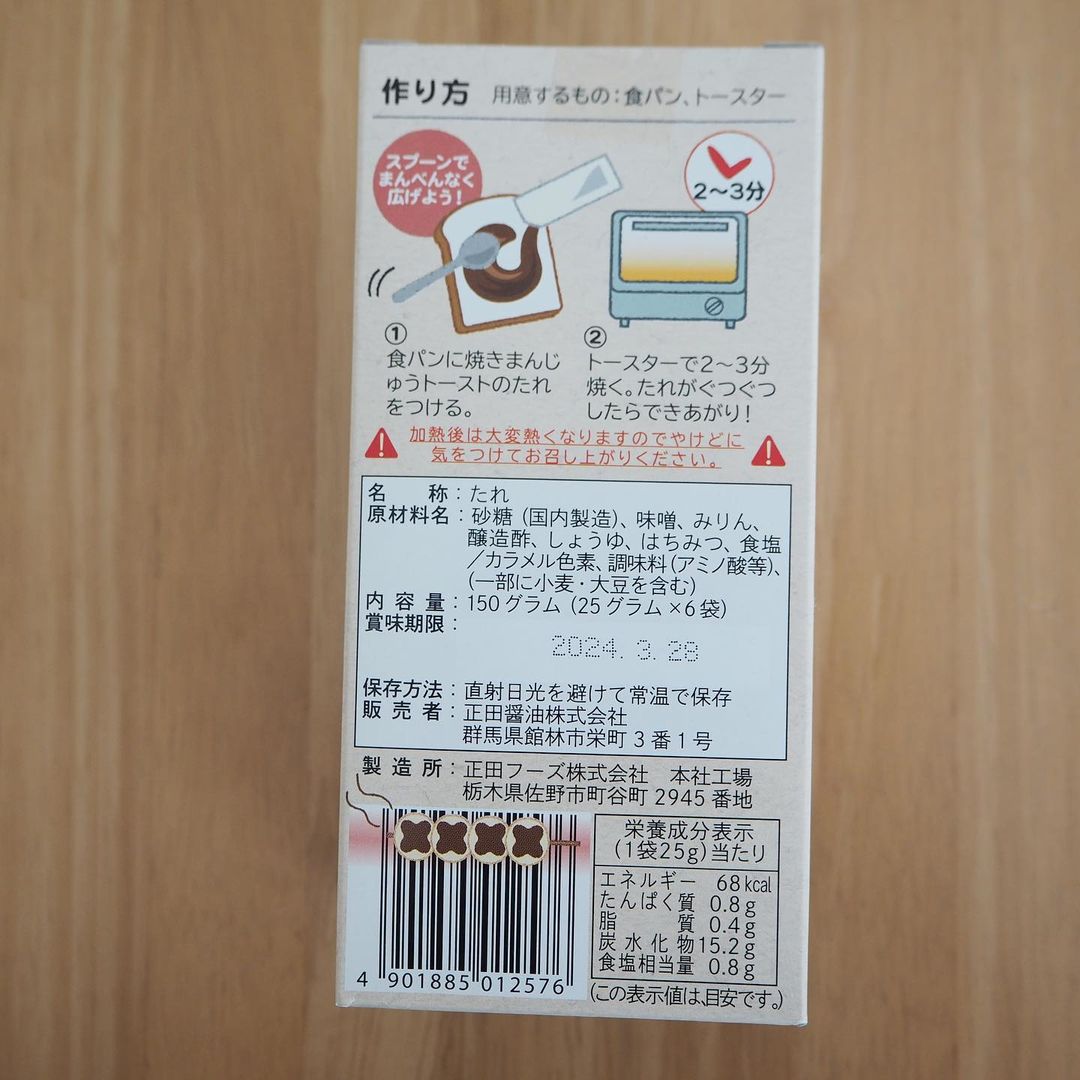 作り方 用意するもの:食パン、トースター
スプーンで
まんべんなく
広げよう!
2〜3分
①
食パンに焼きまんじ
ゅうトーストのたれ
をつける。
②
トースターで2〜3分
焼く。たれがぐつぐつ
したらできあがり!
加熱後は大変熱くなりますのでやけどに
気をつけてお召し上がりください。
名称:たれ
原材料名:砂糖(国内製造)、味噌、みりん、
醸造酢、しょうゆ、はちみつ、食塩
/カラメル色素、調味料(アミノ酸等)、
(一部に小麦・大豆を含む)
内容量:150グラム(25グラム×6袋)
賞味期限:
2024. 3. 28
保存方法:直射日光を避けて常温で保存
販売者:正田醤油株式会社
群馬県館林市栄町3番1号
製造所:正田フーズ株式会社 本社工場
栃木県佐野市町谷町2945番地
4 901885 012576
栄養成分表示
(1袋25g)当たり
エネルギー 68kcal
たんぱく質 0.8g
脂質 0.4g
炭水化物 15.2g
食塩相当量 0.8g
(この表示値は、目安です。)